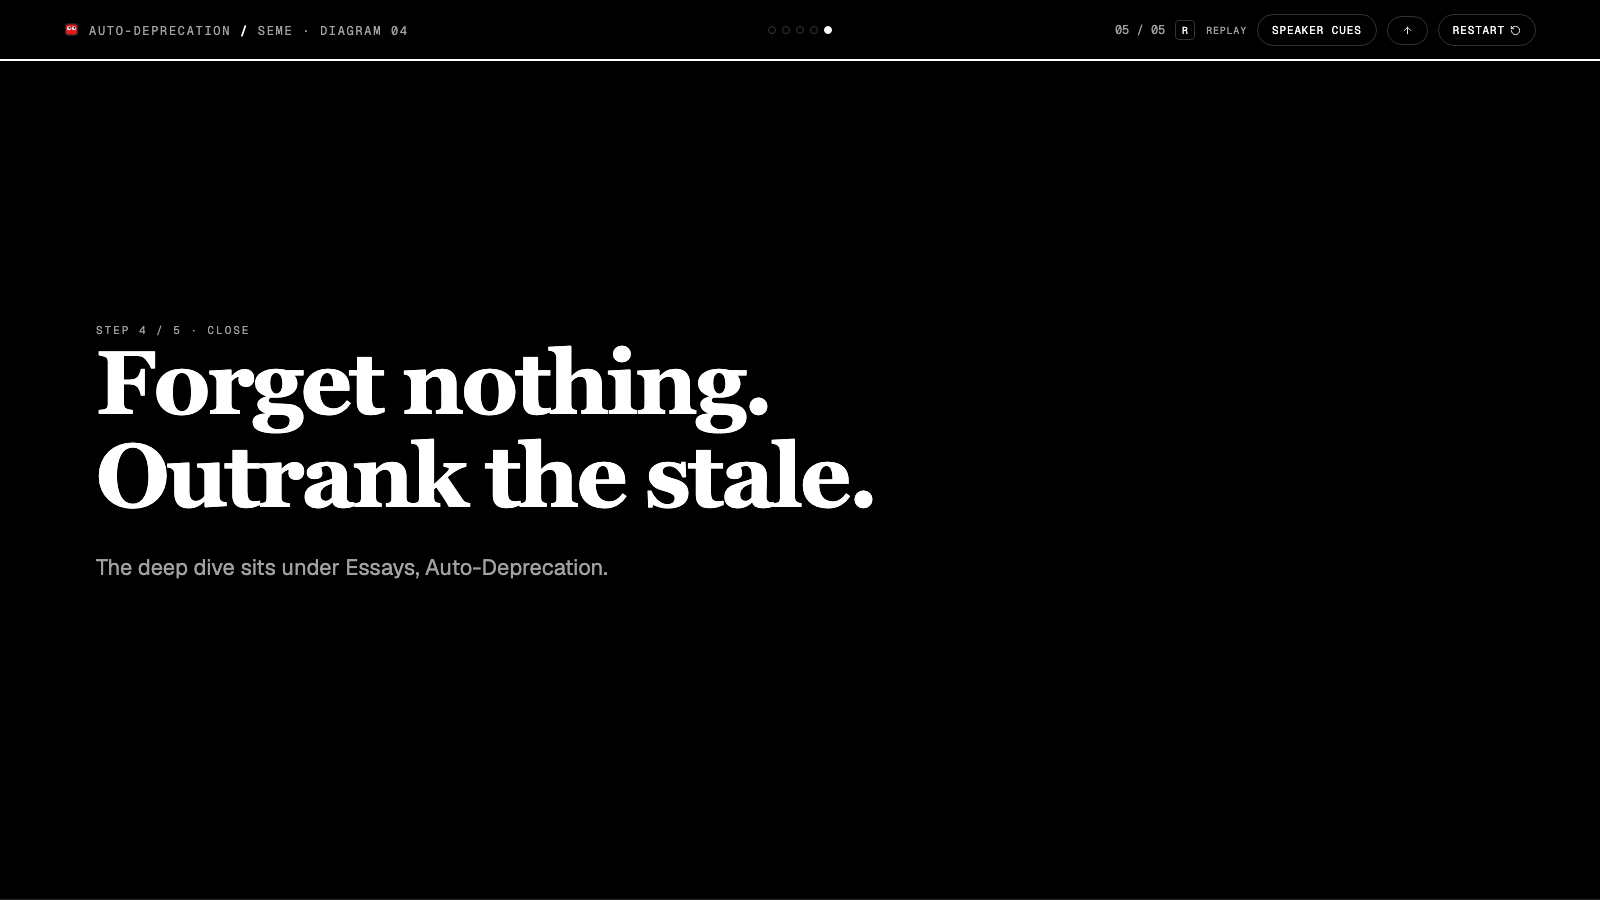 AUTO-DEPRECATION / SEME · DIAGRAM 04
05 / 05 R REPLAY SPEAKER CUES ↑ RESTART
STEP 4 / 5 · CLOSE
Forget nothing.
Outrank the stale.
The deep dive sits under Essays, Auto-Deprecation.